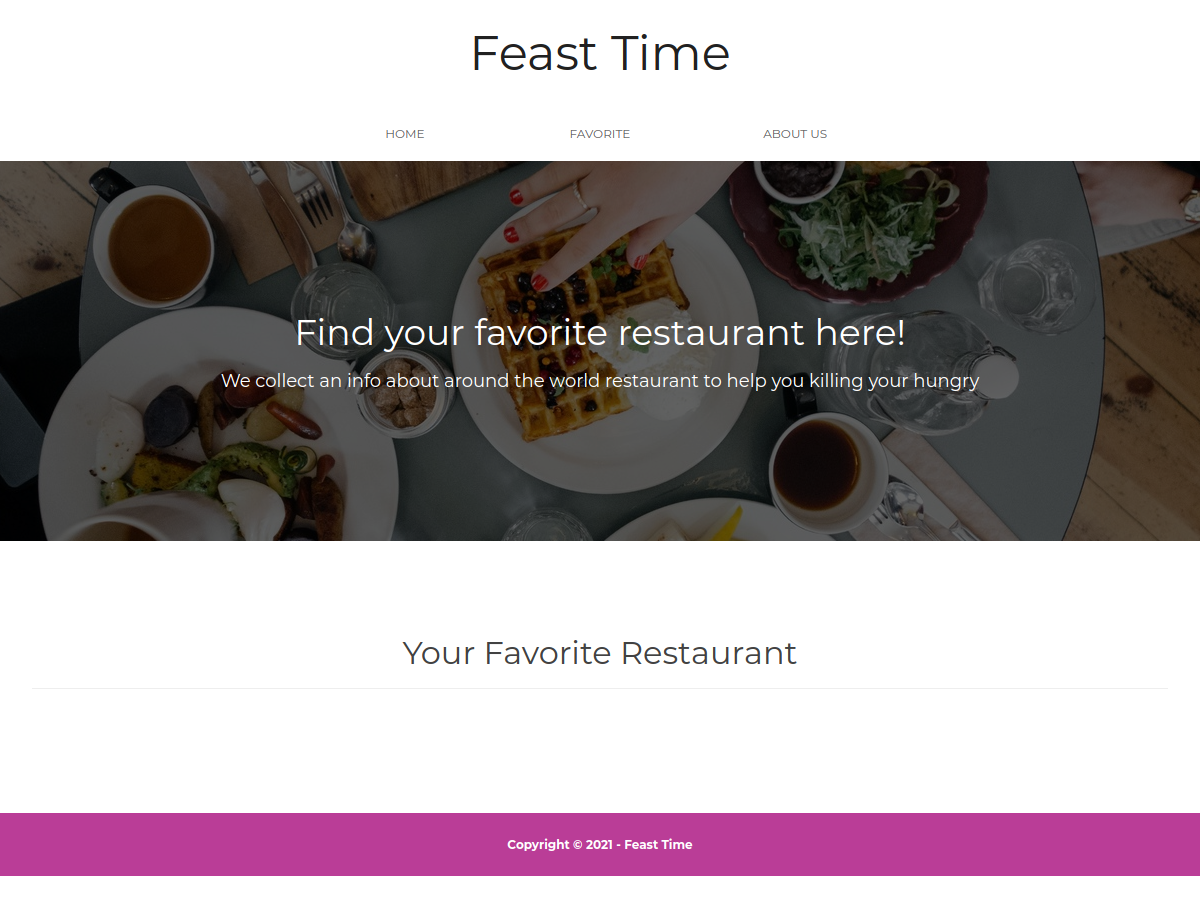 Feast Time
HOME
FAVORITE
ABOUT US
Find your favorite restaurant here!
We collect an info about around the world restaurant to help you killing your hungry
Your Favorite Restaurant
Copyright © 2021 - Feast Time